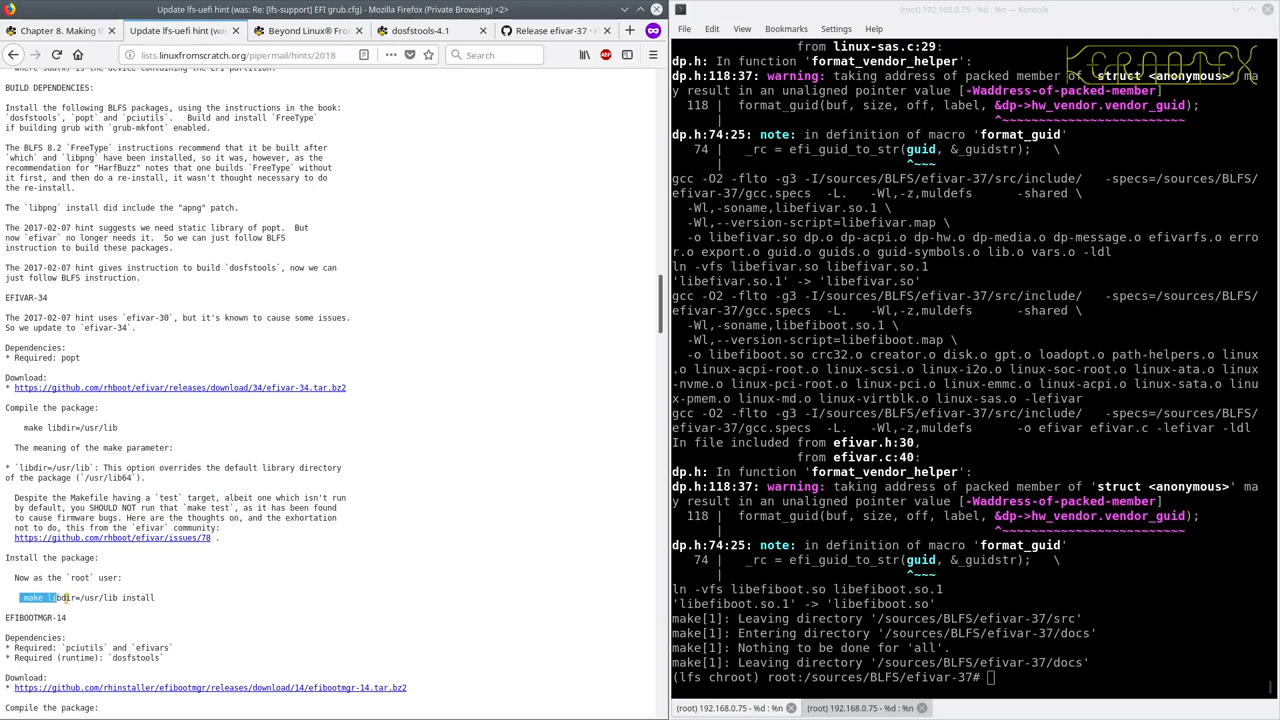 Update lfs-uefi hint (was: Re: [lfs-support] EFI grub.cfg) - Mozilla Firefox (Private Browsing) <2>
Chapter 8. Making th
Update lfs-uefi hint (was:
Beyond Linux® From
dosfstools-4.1
Release efivar-37 · r
lists.linuxfromscratch.org/pipermail/hints/2018
Search
where sda(x) is the device containing the EFI partition.
BUILD DEPENDENCIES:
Install the following BLFS packages, using the instructions in the book:
`dosfstools`, `popt` and `pciutils`.   Build and install `FreeType`
if building grub with `grub-mkfont` enabled.
The BLFS 8.2 `FreeType` instructions recommend that it be built after
`which` and `libpng` have been installed, so it was, however, as the
recommendation for "HarfBuzz" notes that one builds `FreeType` without
it first, and then do a re-install, it wasn't thought necessary to do
the re-install.
The `libpng` install did include the "apng" patch.
The 2017-02-07 hint suggests we need static library of popt.  But
now `efivar` no longer needs it.  So we can just follow BLFS
instruction to build these packages.
The 2017-02-07 hint gives instruction to build `dosfstools`, now we can
just follow BLFS instruction.
EFIVAR-34
The 2017-02-07 hint uses `efivar-30`, but it's known to cause some issues.
So we update to `efivar-34`.
Dependencies:
* Required: popt
Download:
* https://github.com/rhboot/efivar/releases/download/34/efivar-34.tar.bz2
Compile the package:
make libdir=/usr/lib
The meaning of the make parameter:
* `libdir=/usr/lib`: This option overrides the default library directory
of the package (`/usr/lib64`).
Despite the Makefile having a `test` target, albeit one which isn't run
by default, you SHOULD NOT run that `make test`, as it has been found
to cause firmware bugs. Here are the thoughts on, and the exhortation
not to do, this from the `efivar` community:
https://github.com/rhboot/efivar/issues/78 .
Install the package:
Now as the `root` user:
make libdir=/usr/lib install
EFIBOOTMGR-14
Dependencies:
* Required: `pciutils` and `efivars`
* Required (runtime): `dosfstools`
Download:
* https://github.com/rhinstaller/efibootmgr/releases/download/14/efibootmgr-14.tar.bz2
Compile the package:
(root) 192.168.0.75 - %d : %n — Konsole
File Edit View Bookmarks Settings Help
KERNOTEX
from linux-sas.c:29:
dp.h: In function 'format_vendor_helper':
dp.h:118:37: warning: taking address of packed member of 'struct <anonymous>' ma
y result in an unaligned pointer value [-Waddress-of-packed-member]
118 |   format_guid(buf, size, off, label, &dp->hw_vendor.vendor_guid);
|                                      ^~~~~~~~~~~~~~~~~~~~~~~~~~
dp.h:74:25: note: in definition of macro 'format_guid'
74 |   _rc = efi_guid_to_str(guid, &_guidstr);   \
|                         ^~~~
gcc -O2 -flto -g3 -I/sources/BLFS/efivar-37/src/include/   -specs=/sources/BLFS/
efivar-37/gcc.specs   -L.   -Wl,-z,muldefs     -shared \
-Wl,-soname,libefivar.so.1 \
-Wl,--version-script=libefivar.map \
-o libefivar.so dp.o dp-acpi.o dp-hw.o dp-media.o dp-message.o efivarfs.o erro
r.o export.o guid.o guids.o guid-symbols.o lib.o vars.o -ldl
ln -vfs libefivar.so libefivar.so.1
'libefivar.so.1' -> 'libefivar.so'
gcc -O2 -flto -g3 -I/sources/BLFS/efivar-37/src/include/   -specs=/sources/BLFS/
efivar-37/gcc.specs   -L.   -Wl,-z,muldefs     -shared \
-Wl,-soname,libefiboot.so.1 \
-Wl,--version-script=libefiboot.map \
-o libefiboot.so crc32.o creator.o disk.o gpt.o loadopt.o path-helpers.o linux
.o linux-acpi-root.o linux-scsi.o linux-i2o.o linux-soc-root.o linux-ata.o linux
-nvme.o linux-pci-root.o linux-pci.o linux-emmc.o linux-acpi.o linux-sata.o linu
x-pmem.o linux-md.o linux-virtblk.o linux-sas.o -lefivar
gcc -O2 -flto -g3 -I/sources/BLFS/efivar-37/src/include/   -specs=/sources/BLFS/
efivar-37/gcc.specs   -L.   -Wl,-z,muldefs     -o efivar efivar.c -lefivar -ldl
In file included from efivar.h:30,
from efivar.c:40:
dp.h: In function 'format_vendor_helper':
dp.h:118:37: warning: taking address of packed member of 'struct <anonymous>' ma
y result in an unaligned pointer value [-Waddress-of-packed-member]
118 |   format_guid(buf, size, off, label, &dp->hw_vendor.vendor_guid);
|                                      ^~~~~~~~~~~~~~~~~~~~~~~~~~
dp.h:74:25: note: in definition of macro 'format_guid'
74 |   _rc = efi_guid_to_str(guid, &_guidstr);   \
|                         ^~~~
ln -vfs libefiboot.so libefiboot.so.1
'libefiboot.so.1' -> 'libefiboot.so'
make[1]: Leaving directory '/sources/BLFS/efivar-37/src'
make[1]: Entering directory '/sources/BLFS/efivar-37/docs'
make[1]: Nothing to be done for 'all'.
make[1]: Leaving directory '/sources/BLFS/efivar-37/docs'
(lfs chroot) root:/sources/BLFS/efivar-37#
(root) 192.168.0.75 - %d : %n
(root) 192.168.0.75 - %d : %n